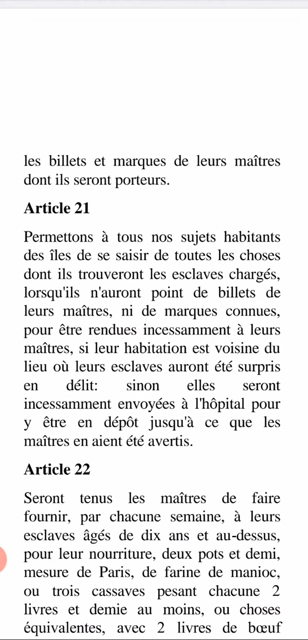 les billets et marques de leurs maîtres
dont ils seront porteurs.
Article 21
Permettons à tous nos sujets habitants
des îles de se saisir de toutes les choses
dont ils trouveront les esclaves chargés,
lorsqu'ils n'auront point de billets de
leurs maîtres, ni de marques connues,
pour être rendues incessamment à leurs
maîtres, si leur habitation est voisine du
lieu où leurs esclaves auront été surpris
en délit: sinon elles seront
incessamment envoyées à l'hôpital pour
y être en dépôt jusqu'à ce que les
maîtres en aient été avertis.
Article 22
Seront tenus les maîtres de faire
fournir, par chacune semaine, à leurs
esclaves âgés de dix ans et au-dessus,
pour leur nourriture, deux pots et demi,
mesure de Paris, de farine de manioc,
ou trois cassaves pesant chacune 2
livres et demie au moins, ou choses
équivalentes, avec 2 livres de bœuf